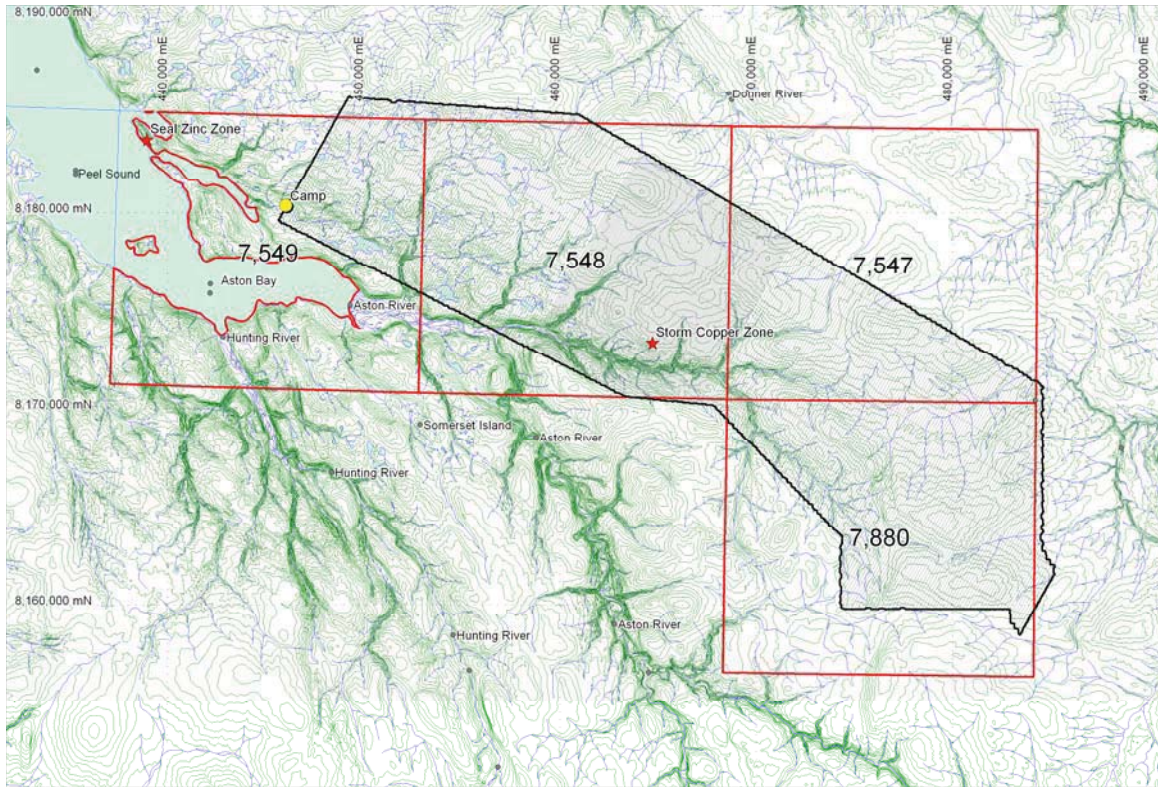 8,190,000 mN
440,000 mE
450,000 mE
460,000 mE
470,000 mE
480,000 mE
490,000 mE
River
Seal Zinc Zone
Peel Sound
Camp
8,180,000 mN
7,549
7,548
7,547
Aston Bay
Aston River
Storm Copper Zone
Hunting River
8,170,000 mN
Somerset Island
Aston River
Hunting River
7,880
8,160,000 mN
Aston River
Hunting River